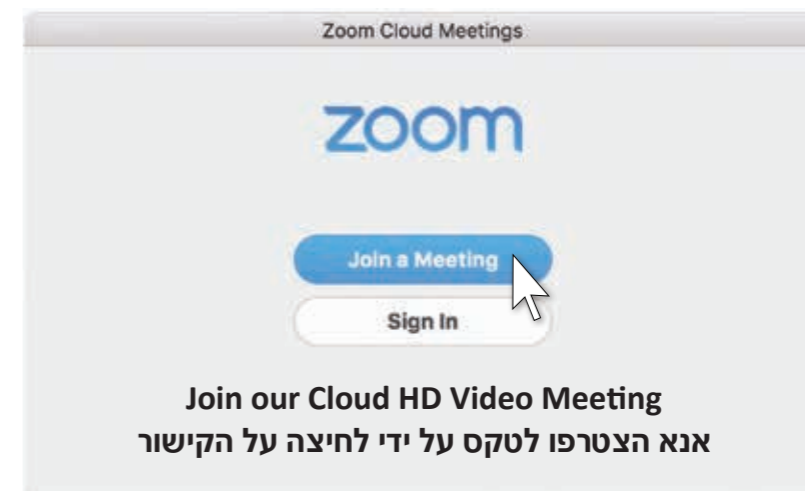 Zoom Cloud Meetings
zoom
Join a Meeting
Sign In
Join our Cloud HD Video Meeting
אנא הצטרפו לטקס על ידי לחיצה על הקישור